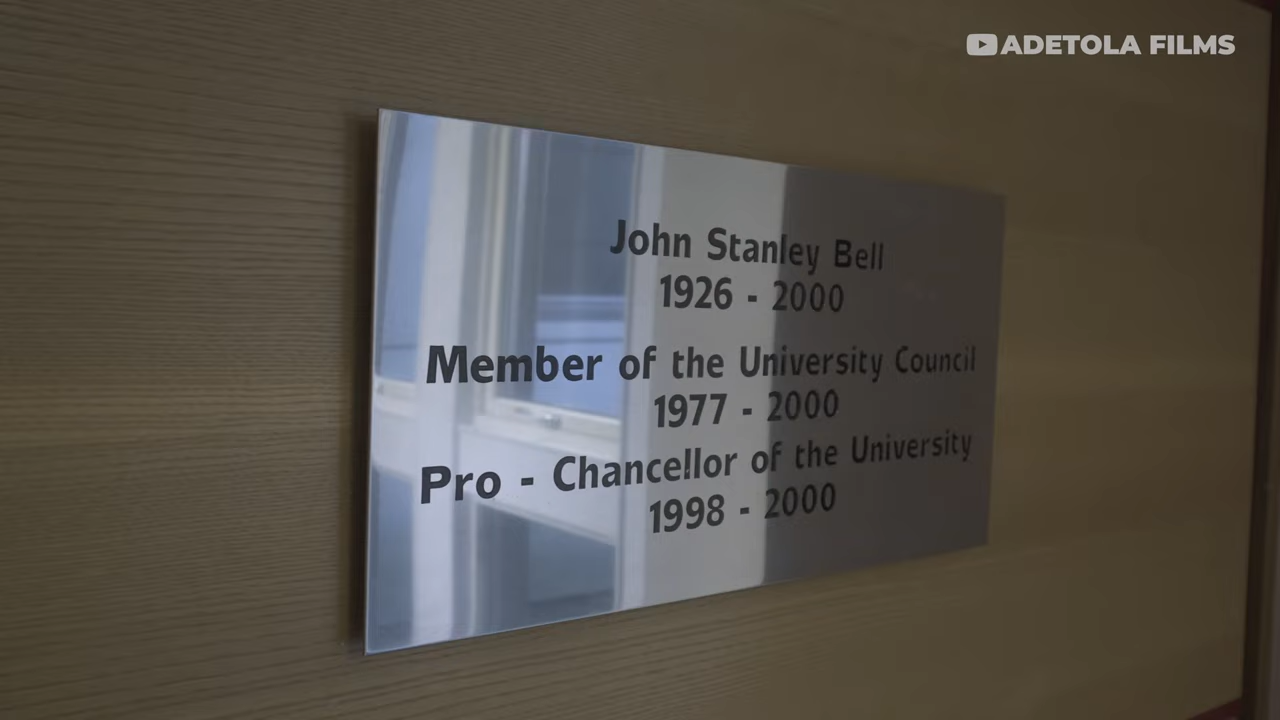 ADETOLA FILMS
John Stanley Bell
1926 - 2000
Member of the University Council
1977 - 2000
Pro - Chancellor of the University
1998 - 2000